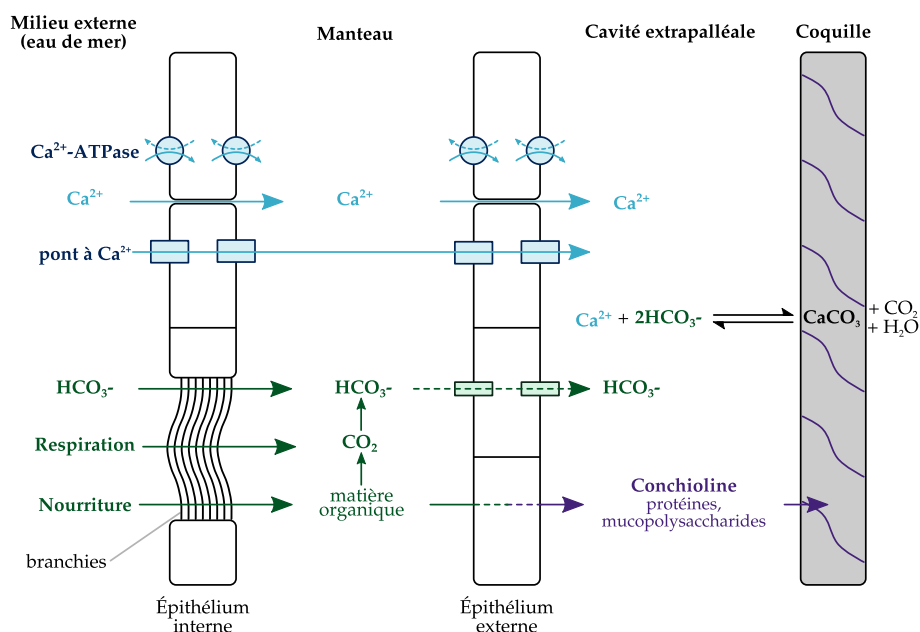 Milieu externe
(eau de mer)
Manteau
Cavité extrapalléale
Coquille
Ca²⁺-ATPase
Ca²⁺
Ca²⁺
Ca²⁺
pont à Ca²⁺
Ca²⁺ + 2HCO₃-
CaCO₃
+ CO₂
+ H₂O
HCO₃-
HCO₃-
HCO₃-
Respiration
CO₂
Nourriture
matière
organique
Conchioline
protéines,
mucopolysaccharides
branchies
Épithélium
interne
Épithélium
externe